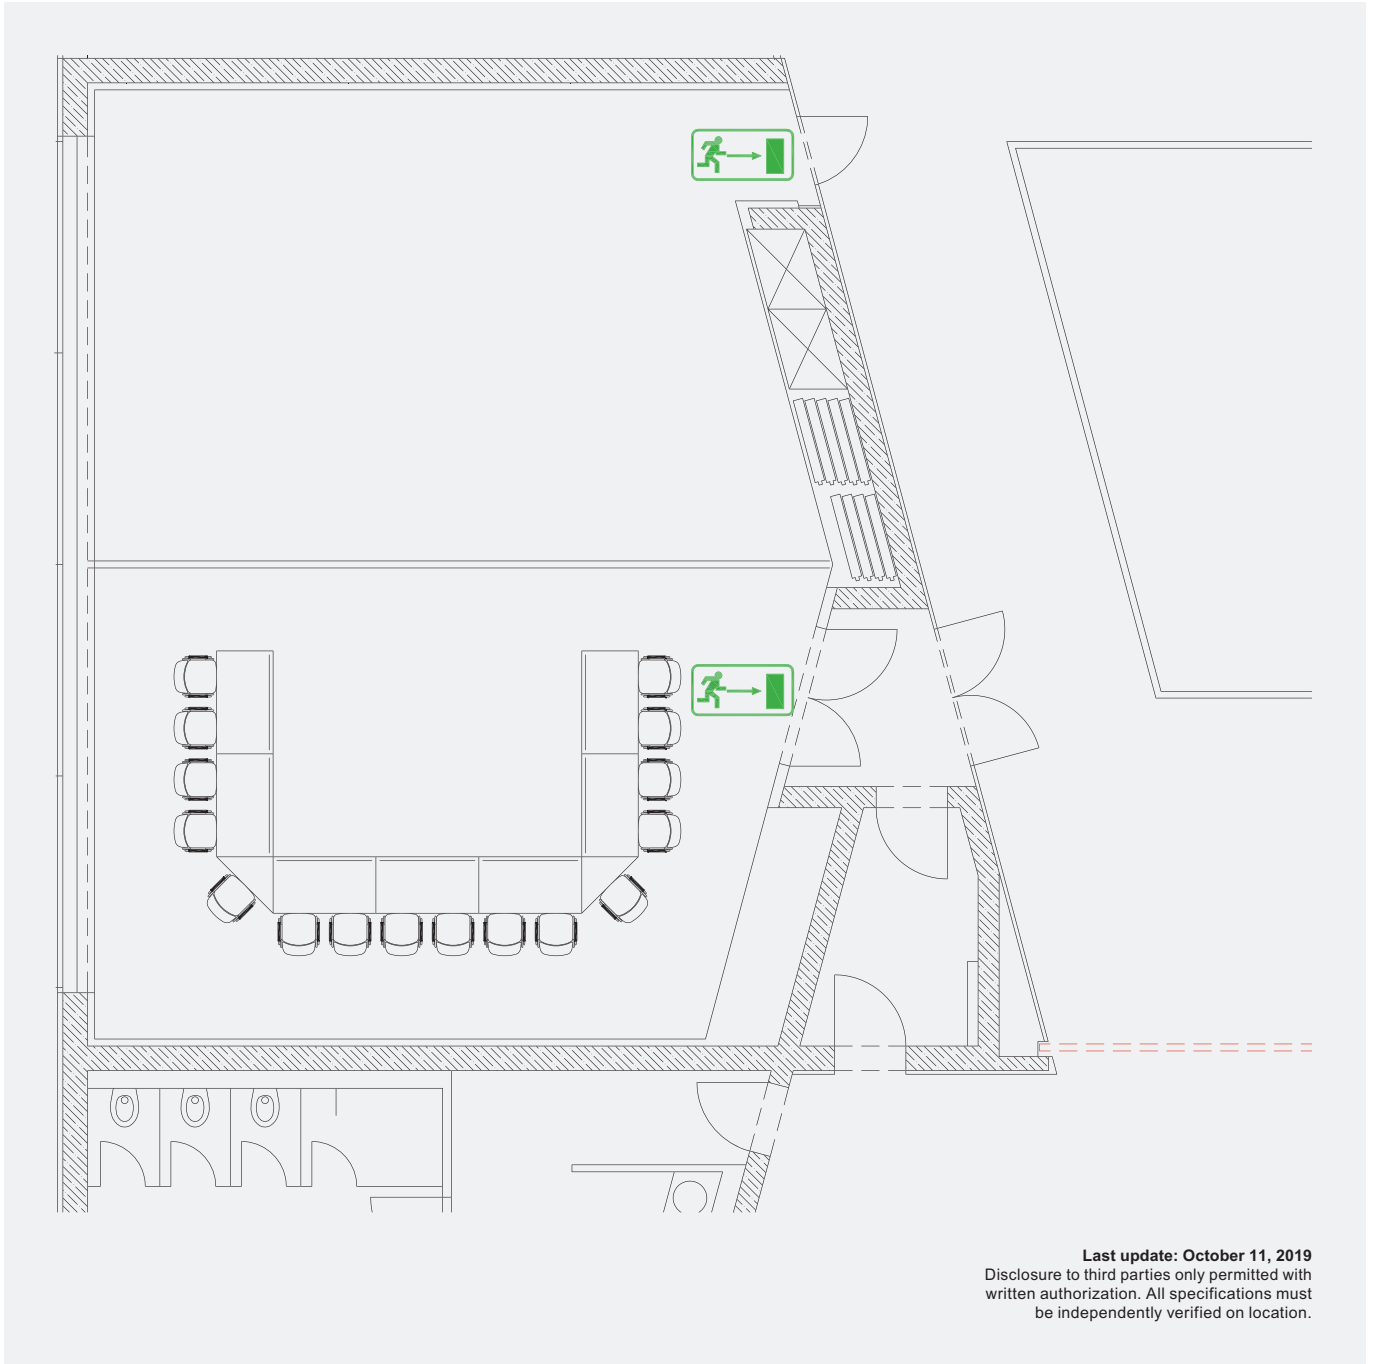 Last update: October 11, 2019
Disclosure to third parties only permitted with
written authorization. All specifications must
be independently verified on location.